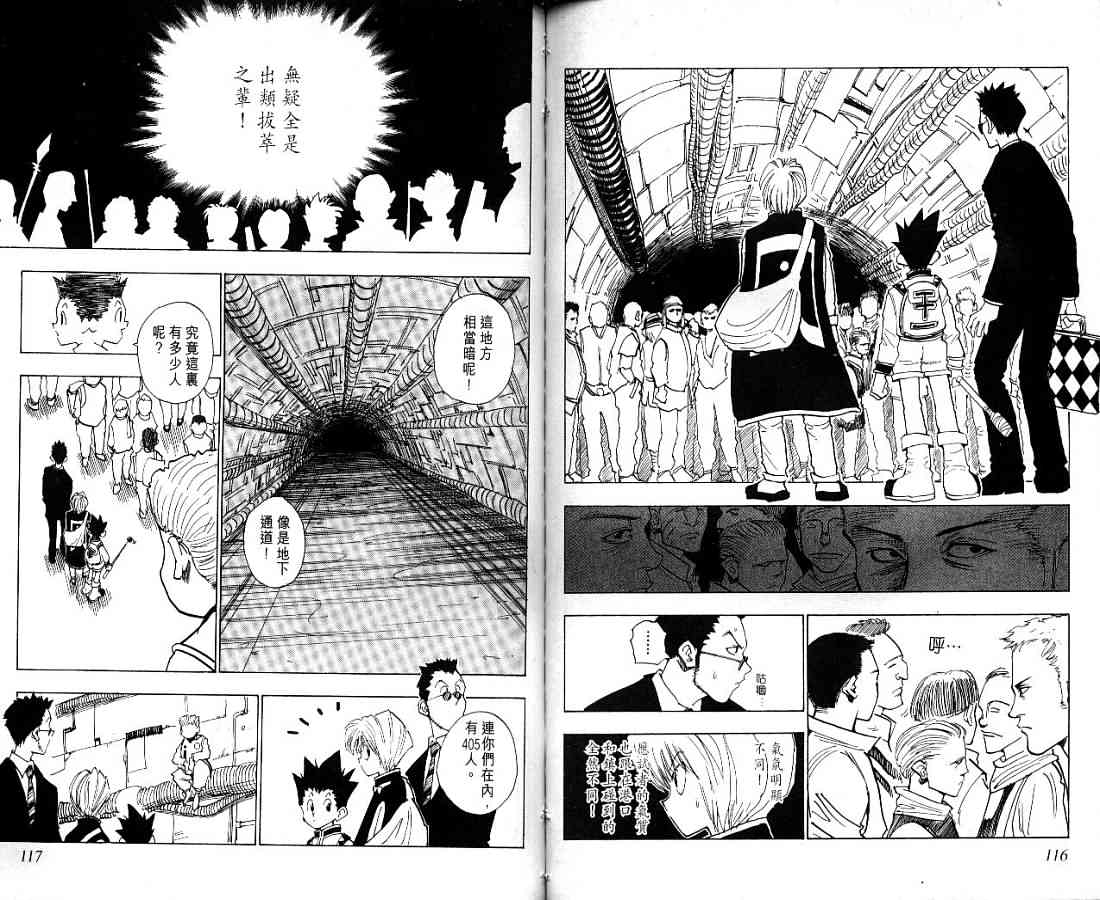 呼…
……
咕嚕…
氣氛明顯
不同！
應試者的氣質
也跟在港口
和船上碰到的
全然不同！
116
無疑全是
出類拔萃
之輩！
這地方
相當暗呢！
像是地下
通道！
究竟這裏
有多少人
呢？
連你們在內，
有405人。
117